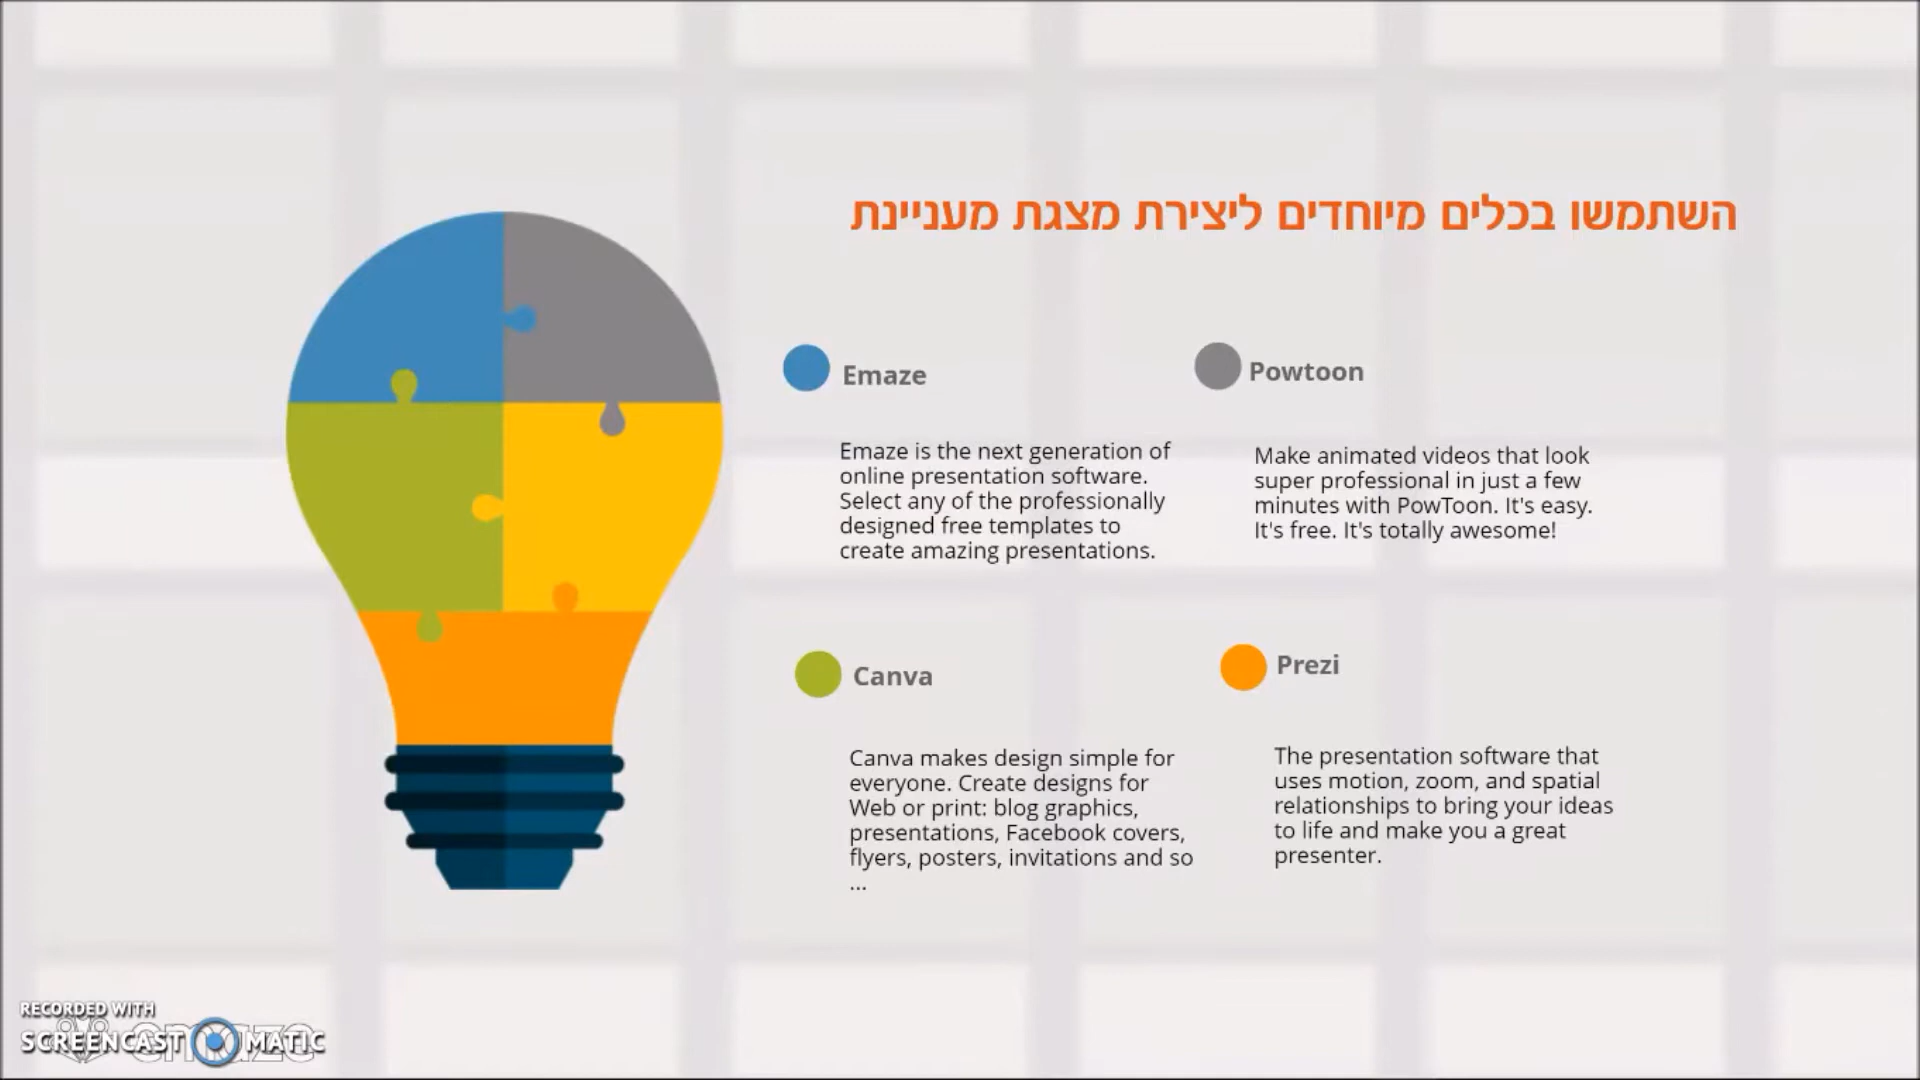 השתמשו בכלים מיוחדים ליצירת מצגת מעניינת
Emaze
Emaze is the next generation of
online presentation software.
Select any of the professionally
designed free templates to
create amazing presentations.
Powtoon
Make animated videos that look
super professional in just a few
minutes with PowToon. It's easy.
It's free. It's totally awesome!
Canva
Canva makes design simple for
everyone. Create designs for
Web or print: blog graphics,
presentations, Facebook covers,
flyers, posters, invitations and so
...
Prezi
The presentation software that
uses motion, zoom, and spatial
relationships to bring your ideas
to life and make you a great
presenter.
RECORDED WITH
SCREENCAST MATIC
emaze